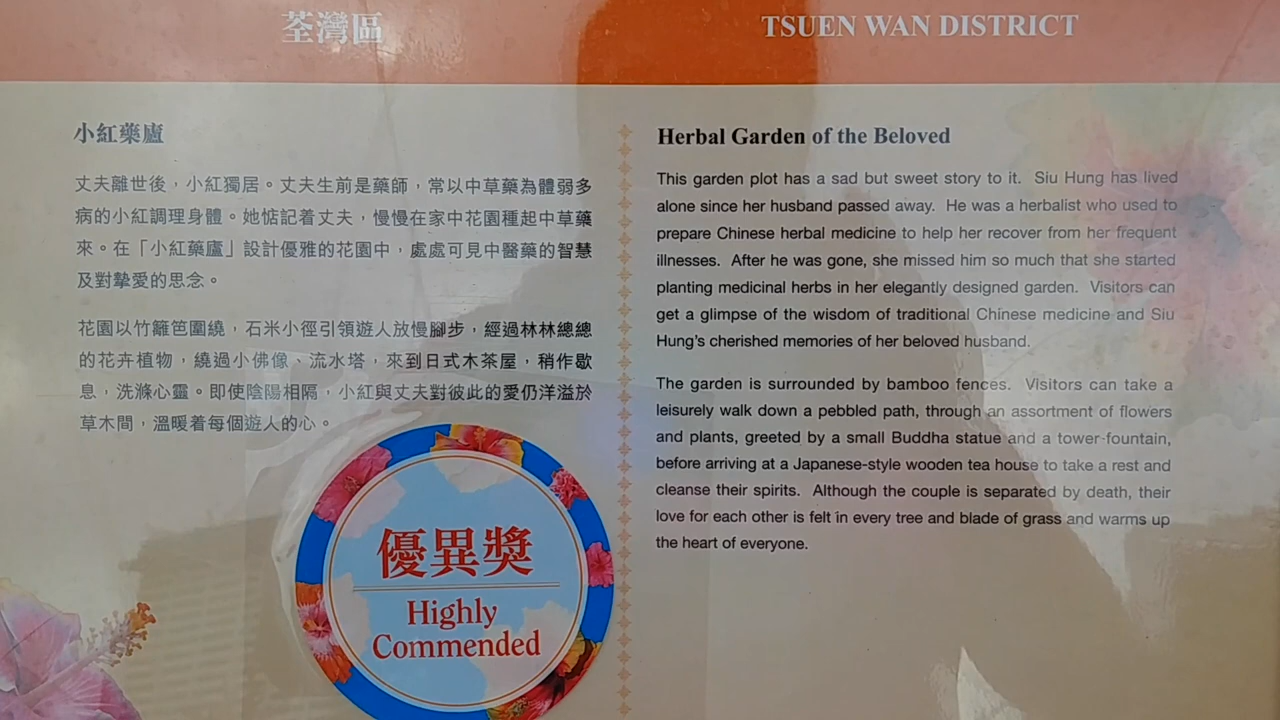 荃灣區
TSUEN WAN DISTRICT
小紅藥廬
丈夫離世後，小紅獨居。丈夫生前是藥師，常以中草藥為體弱多
病的小紅調理身體。她惦記着丈夫，慢慢在家中花園種起中草藥
來。在「小紅藥廬」設計優雅的花園中，處處可見中醫藥的智慧
及對摯愛的思念。
花園以竹籬笆圍繞，石米小徑引領遊人放慢腳步，經過林林總總
的花卉植物，繞過小佛像、流水塔，來到日式木茶屋，稍作歇
息，洗滌心靈。即使陰陽相隔，小紅與丈夫對彼此的愛仍洋溢於
草木間，溫暖着每個遊人的心。
優異獎
Highly
Commended
Herbal Garden of the Beloved
This garden plot has a sad but sweet story to it. Siu Hung has lived
alone since her husband passed away. He was a herbalist who used to
prepare Chinese herbal medicine to help her recover from her frequent
illnesses. After he was gone, she missed him so much that she started
planting medicinal herbs in her elegantly designed garden. Visitors can
get a glimpse of the wisdom of traditional Chinese medicine and Siu
Hung's cherished memories of her beloved husband.
The garden is surrounded by bamboo fences. Visitors can take a
leisurely walk down a pebbled path, through an assortment of flowers
and plants, greeted by a small Buddha statue and a tower-fountain,
before arriving at a Japanese-style wooden tea house to take a rest and
cleanse their spirits. Although the couple is separated by death, their
love for each other is felt in every tree and blade of grass and warms up
the heart of everyone.